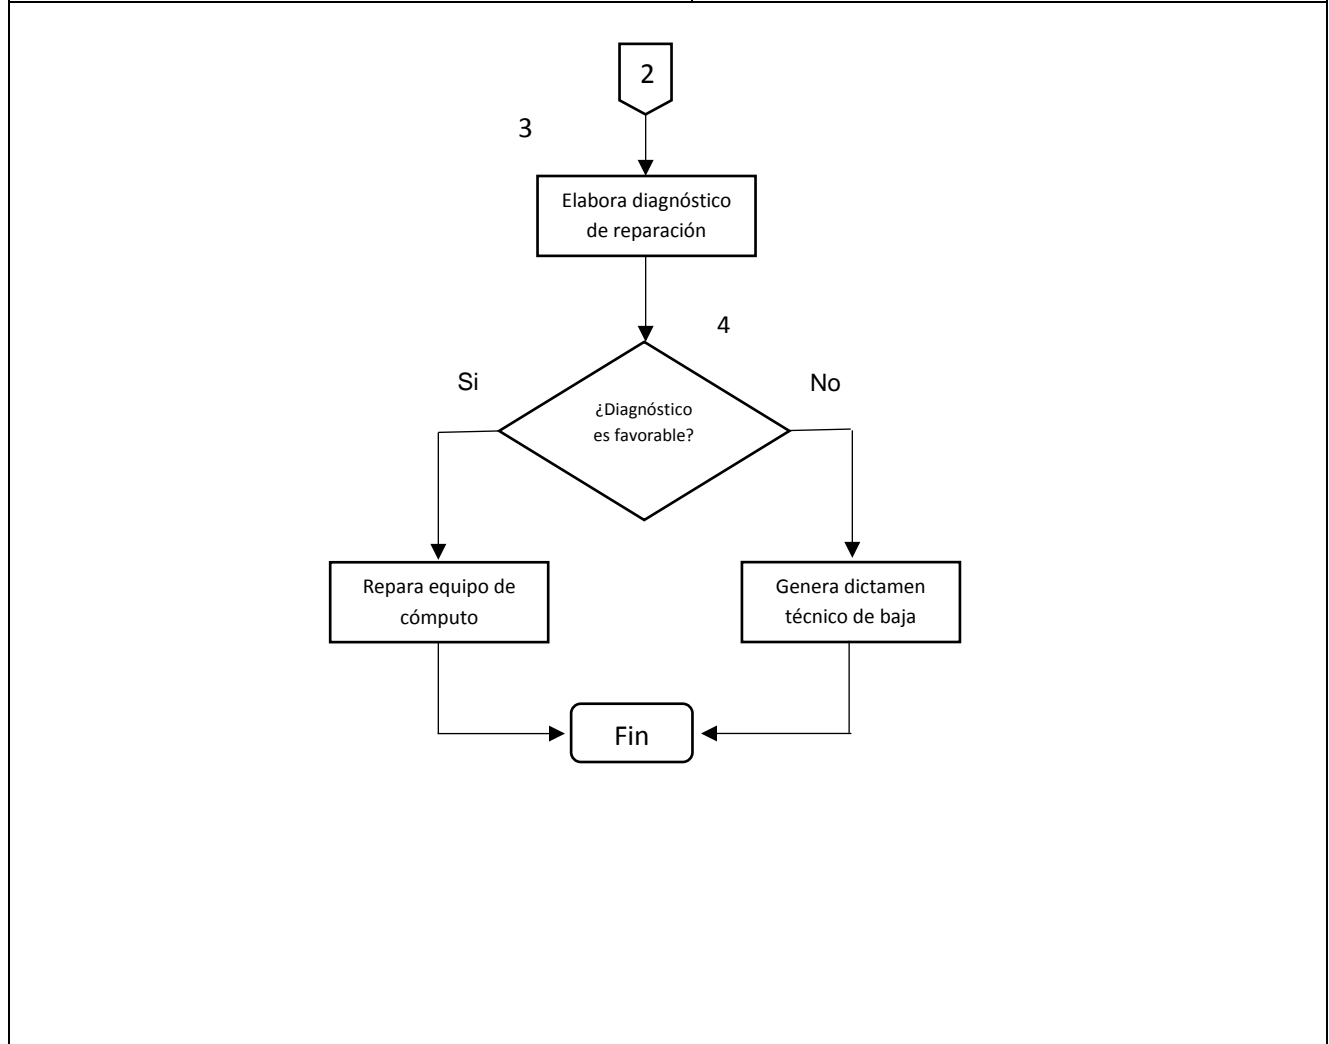 2
3
Elabora diagnóstico
de reparación
4
Si
No
¿Diagnóstico
es favorable?
Repara equipo de
cómputo
Genera dictamen
técnico de baja
Fin